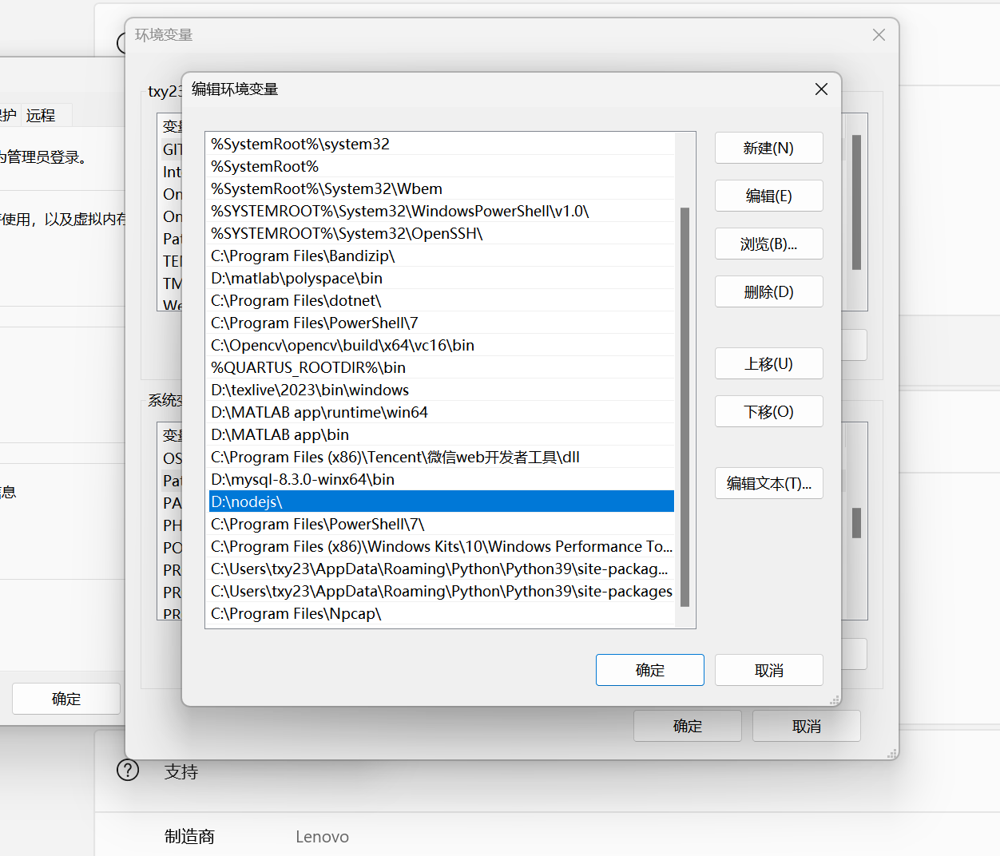 环境变量
编辑环境变量
txy23
远程
为管理员登录。
使用，以及虚拟内存
变量
GIT
Int
On
On
Pat
TEM
TM
We
系统变
变量
OS
Pat
PA
PH
PO
PR
PR
PR
%SystemRoot%\system32
%SystemRoot%
%SystemRoot%\System32\Wbem
%SYSTEMROOT%\System32\WindowsPowerShell\v1.0\
%SYSTEMROOT%\System32\OpenSSH\
C:\Program Files\Bandizip\
D:\matlab\polyspace\bin
C:\Program Files\dotnet\
C:\Program Files\PowerShell\7
C:\Opencv\opencv\build\x64\vc16\bin
%QUARTUS_ROOTDIR%\bin
D:\texlive\2023\bin\windows
D:\MATLAB app\runtime\win64
D:\MATLAB app\bin
C:\Program Files (x86)\Tencent\微信web开发者工具\dll
D:\mysql-8.3.0-winx64\bin
D:\nodejs\
C:\Program Files\PowerShell\7\
C:\Program Files (x86)\Windows Kits\10\Windows Performance To...
C:\Users\txy23\AppData\Roaming\Python\Python39\site-packag...
C:\Users\txy23\AppData\Roaming\Python\Python39\site-packages
C:\Program Files\Npcap\
新建(N)
编辑(E)
浏览(B)...
删除(D)
上移(U)
下移(O)
编辑文本(T)...
确定
取消
息
确定
确定
取消
支持
制造商
Lenovo